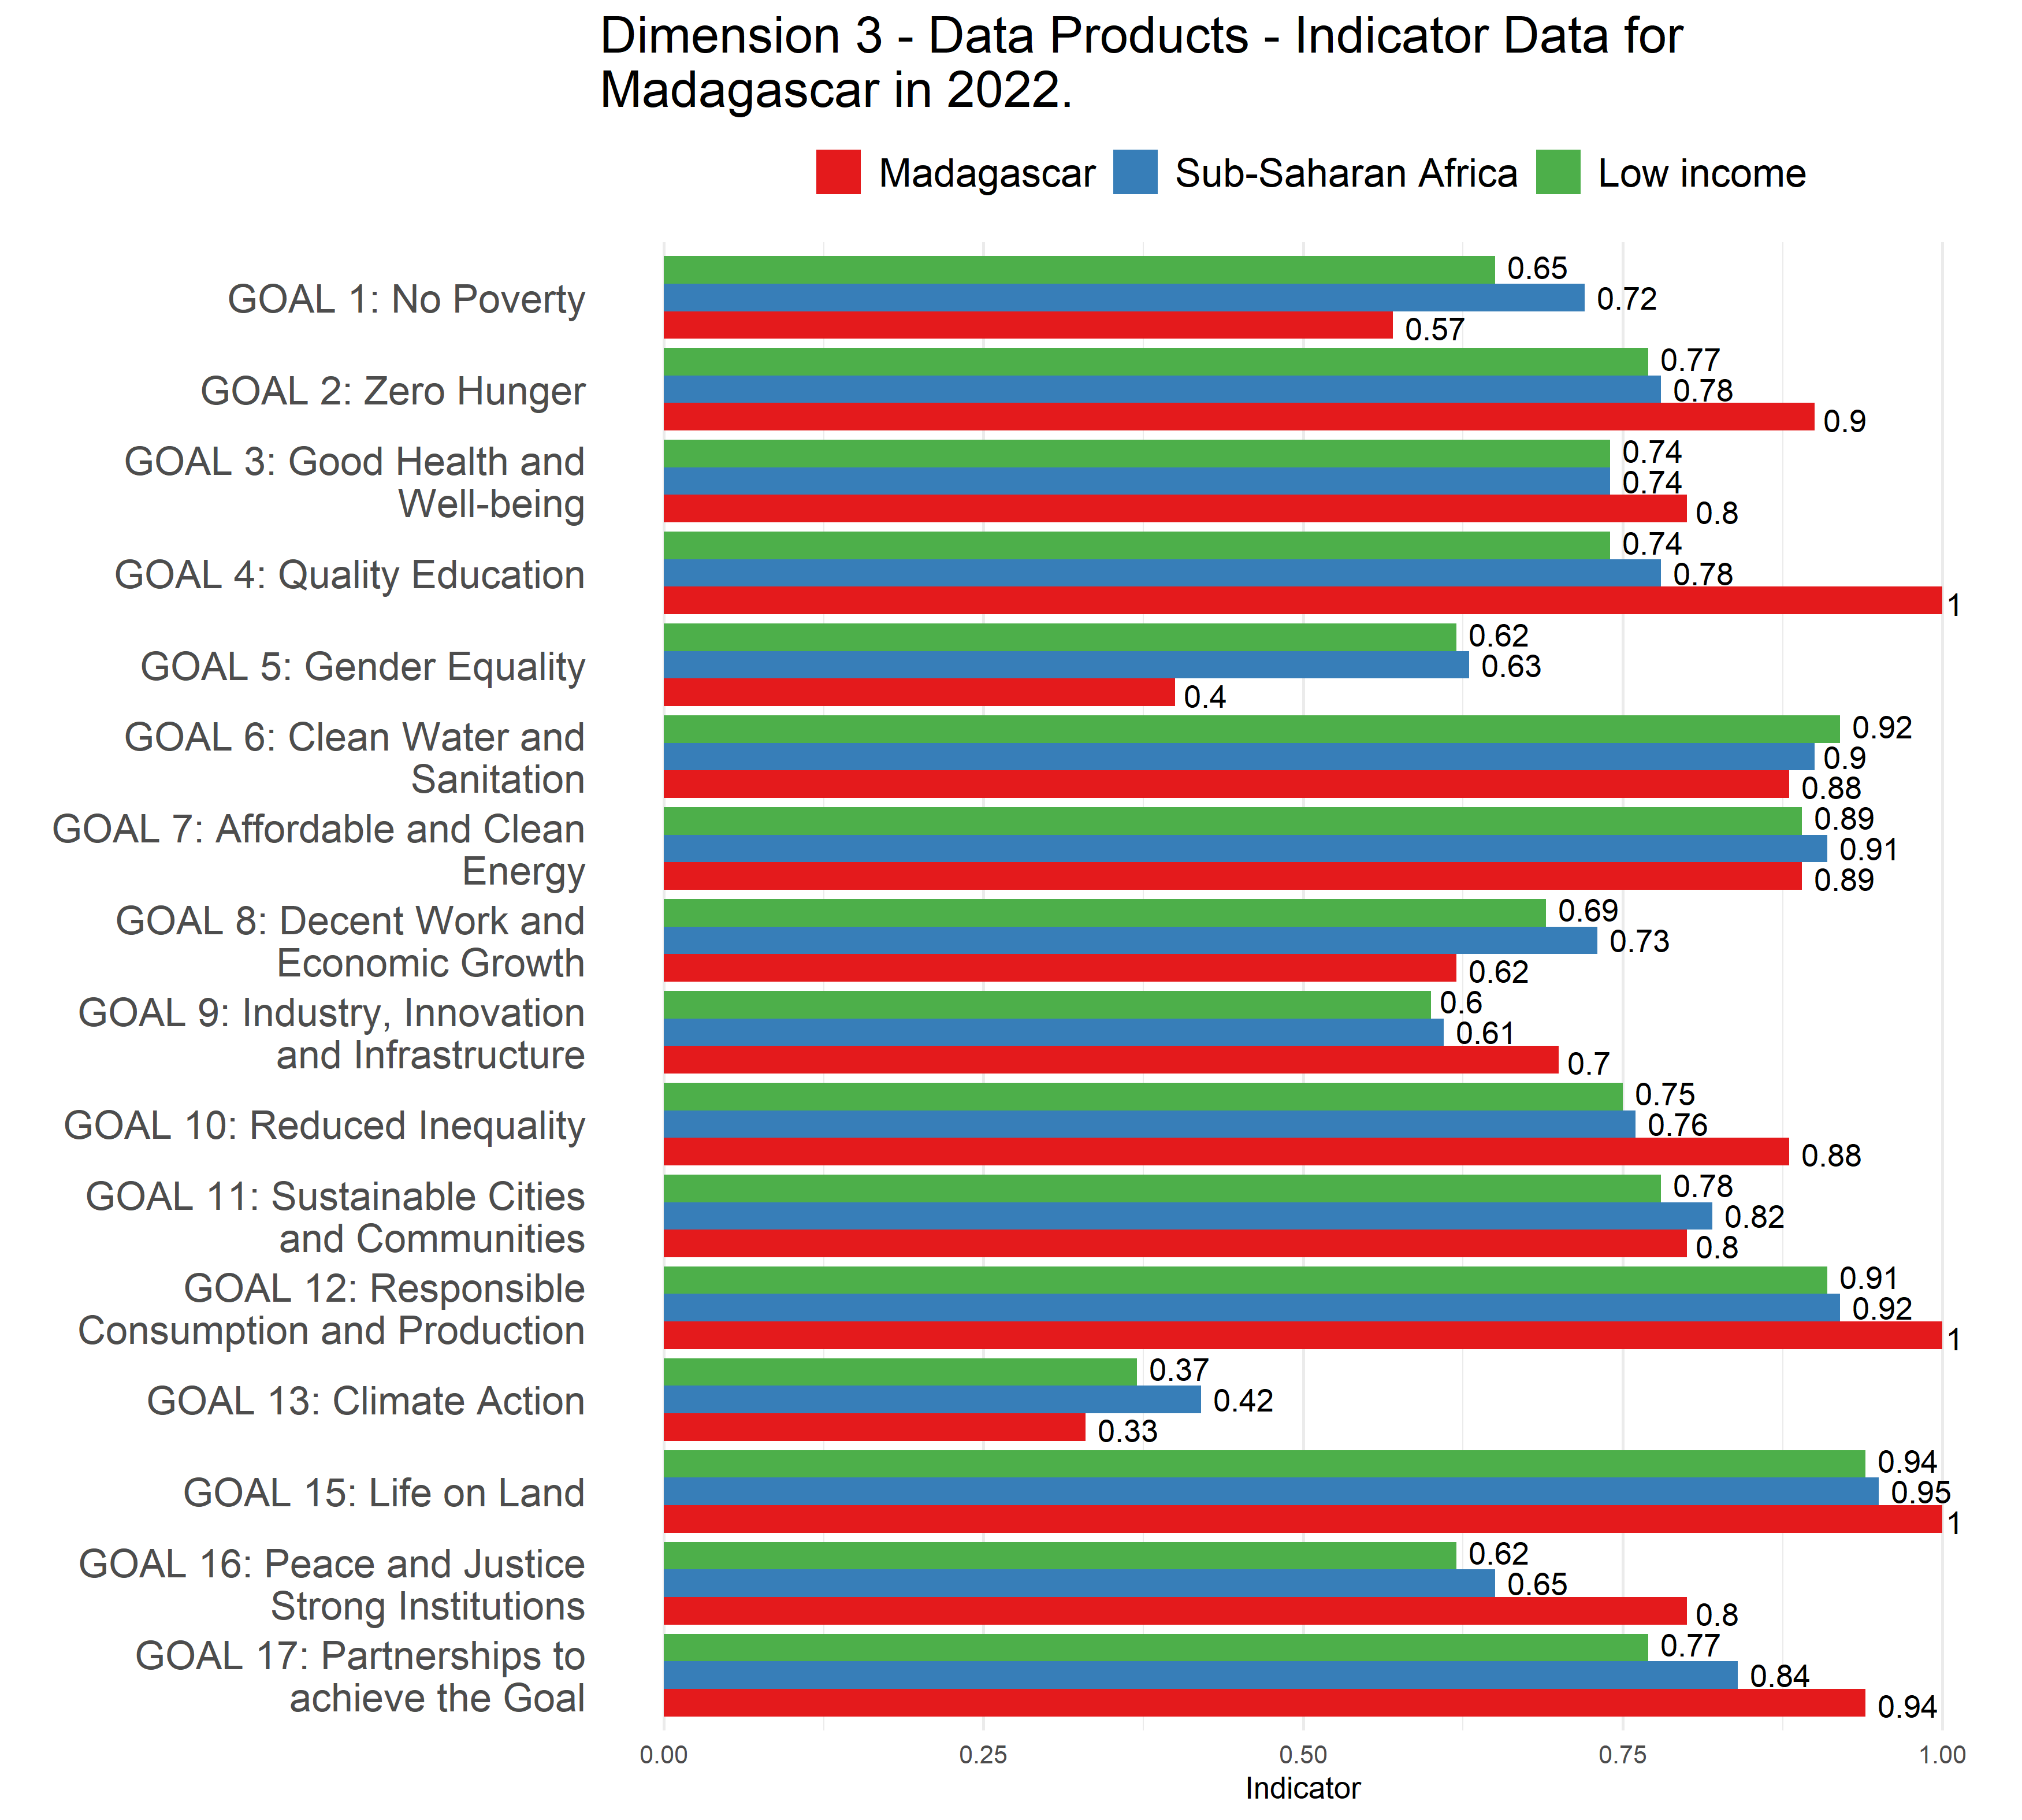 Dimension 3 - Data Products - Indicator Data for
Madagascar in 2022.
Madagascar
Sub-Saharan Africa
Low income
GOAL 1: No Poverty
0.65
0.72
0.57
GOAL 2: Zero Hunger
0.77
0.78
0.9
GOAL 3: Good Health and
Well-being
0.74
0.74
0.8
GOAL 4: Quality Education
0.74
0.78
1
GOAL 5: Gender Equality
0.62
0.63
0.4
GOAL 6: Clean Water and
Sanitation
0.92
0.9
0.88
GOAL 7: Affordable and Clean
Energy
0.89
0.91
0.89
GOAL 8: Decent Work and
Economic Growth
0.69
0.73
0.62
GOAL 9: Industry, Innovation
and Infrastructure
0.6
0.61
0.7
GOAL 10: Reduced Inequality
0.75
0.76
0.88
GOAL 11: Sustainable Cities
and Communities
0.78
0.82
0.8
GOAL 12: Responsible
Consumption and Production
0.91
0.92
1
GOAL 13: Climate Action
0.37
0.42
0.33
GOAL 15: Life on Land
0.94
0.95
1
GOAL 16: Peace and Justice
Strong Institutions
0.62
0.65
0.8
GOAL 17: Partnerships to
achieve the Goal
0.77
0.84
0.94
0.00
0.25
0.50
0.75
1.00
Indicator